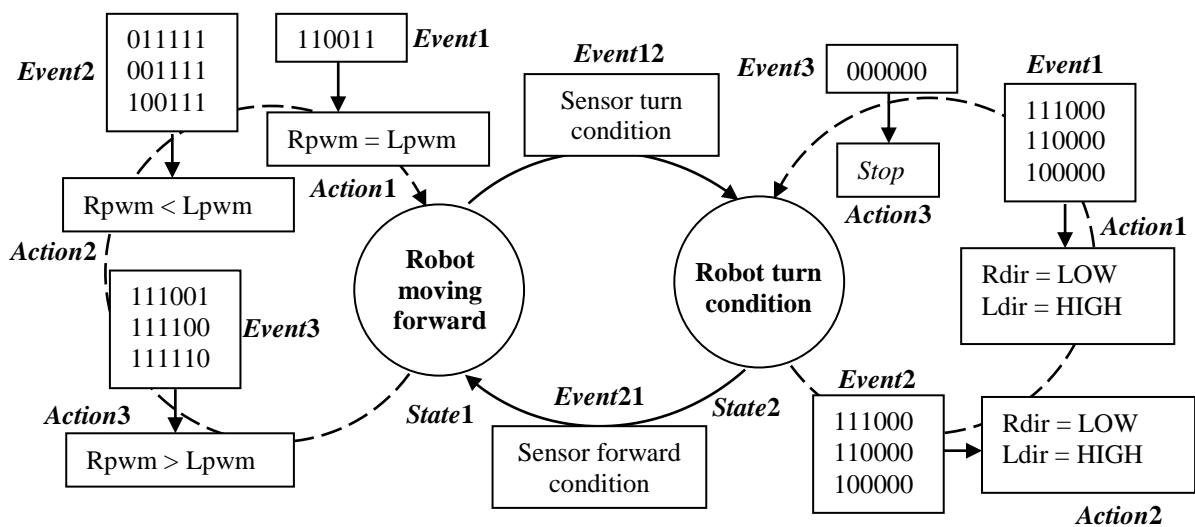 011111
001111
100111
Event2
110011
Event1
Rpwm = Lpwm
Action1
Rpwm < Lpwm
Action2
111001
111100
111110
Event3
Action3
Rpwm > Lpwm
Robot
moving
forward
State1
Event12
Sensor turn
condition
Event21
Sensor forward
condition
Robot turn
condition
State2
Event3
000000
Stop
Action3
Event1
111000
110000
100000
Action1
Rdir = LOW
Ldir = HIGH
Event2
111000
110000
100000
Rdir = LOW
Ldir = HIGH
Action2